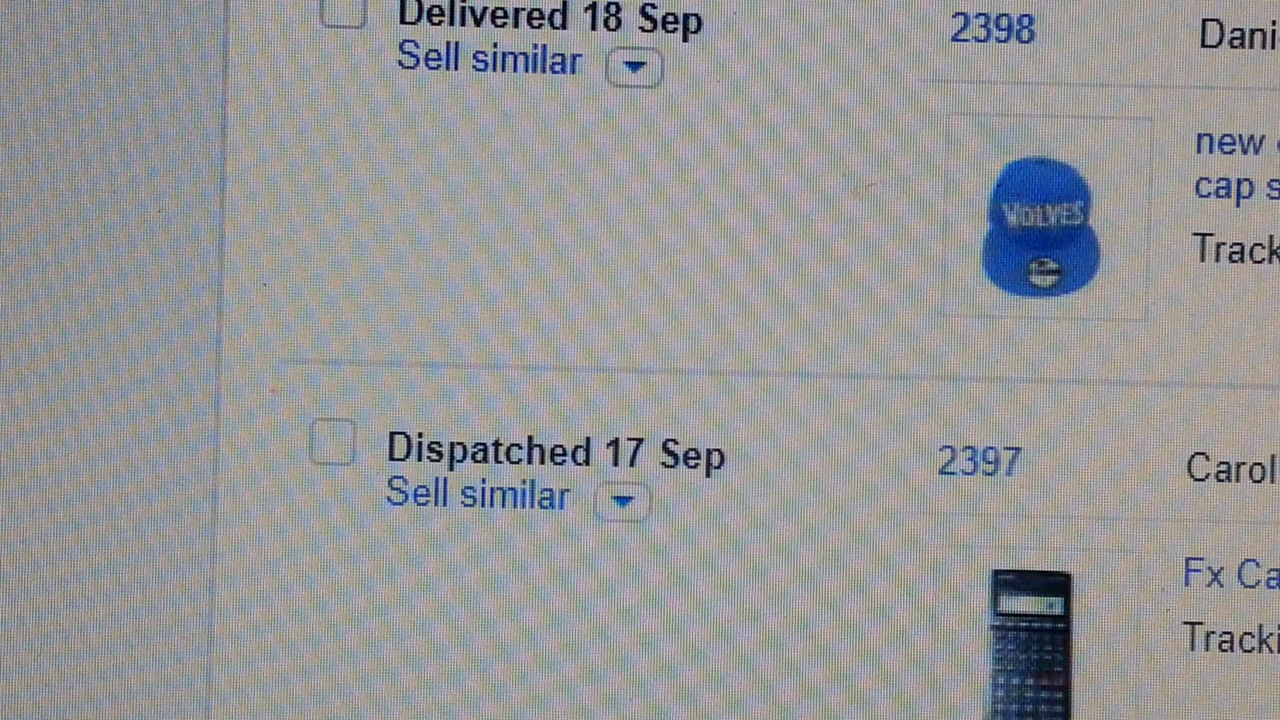 Delivered 18 Sep
2398
Dani
Sell similar
new
cap s
WOLVES
Track
Dispatched 17 Sep
2397
Carol
Sell similar
Fx Ca
Tracki